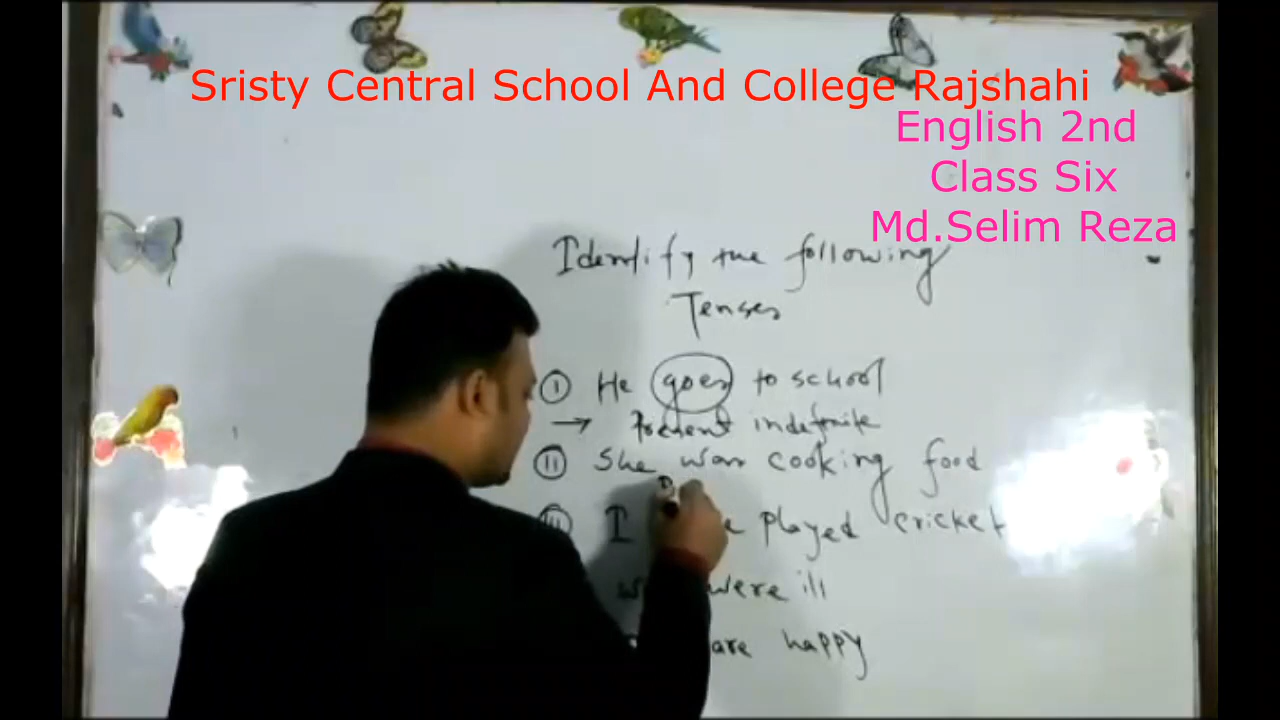 Sristy Central School And College Rajshahi
English 2nd
Class Six
Md.Selim Reza
Identify the following
Tenses
(i) He goes to school
→ Present indefinite
(ii) She was cooking food
I played cricket
were ill
are happy